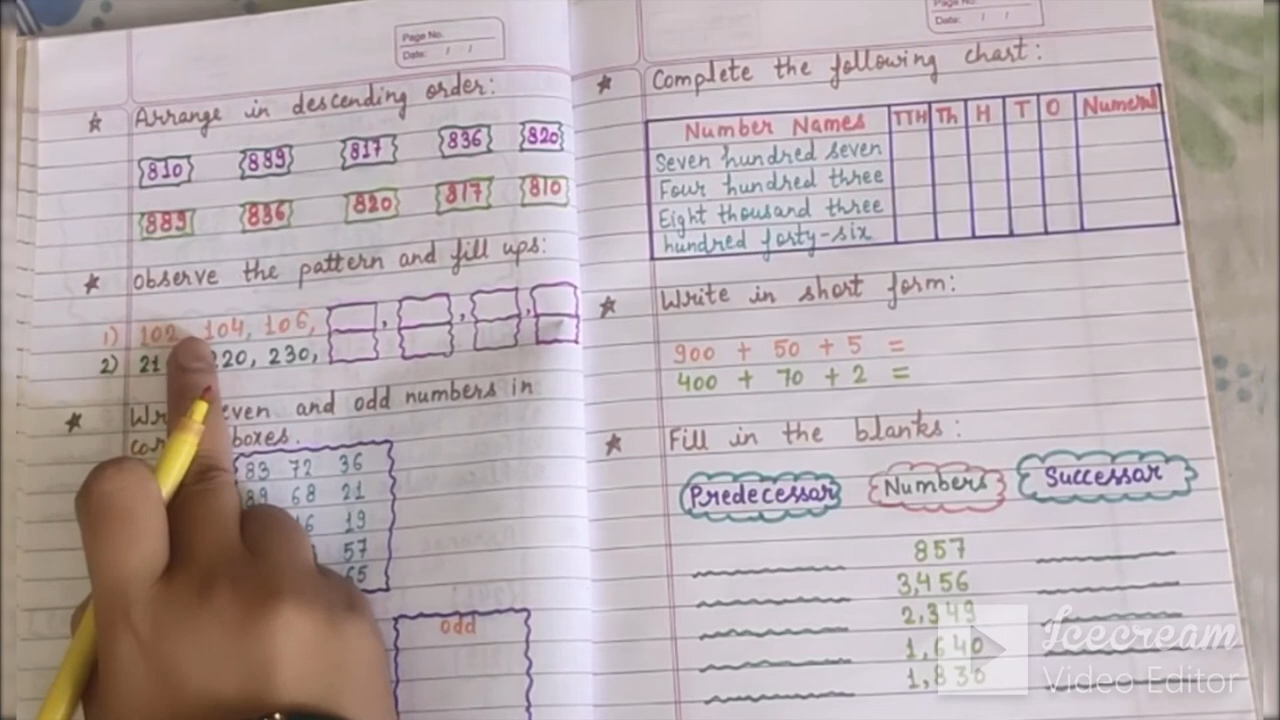 Page No.
Date: / /
Arrange in descending order:
810 889 817 836 820
889 836 820 817 810
Observe the pattern and fill ups:
1) 102, 104, 106,
2) 21 220, 230,
even and odd numbers in
boxes.
83 72 36
89 68 21
19
57
65
odd
Page No.
Date: / /
Complete the following chart:
Number Names TTH Th H T O Numeral
Seven hundred seven
Four hundred three
Eight thousand three
hundred forty-six
Write in short form:
900 + 50 + 5 =
400 + 70 + 2 =
Fill in the blanks:
Predecessar Numbers Successar
857
3,456
2,349
1,640
1,830
Icecream
Video Editor